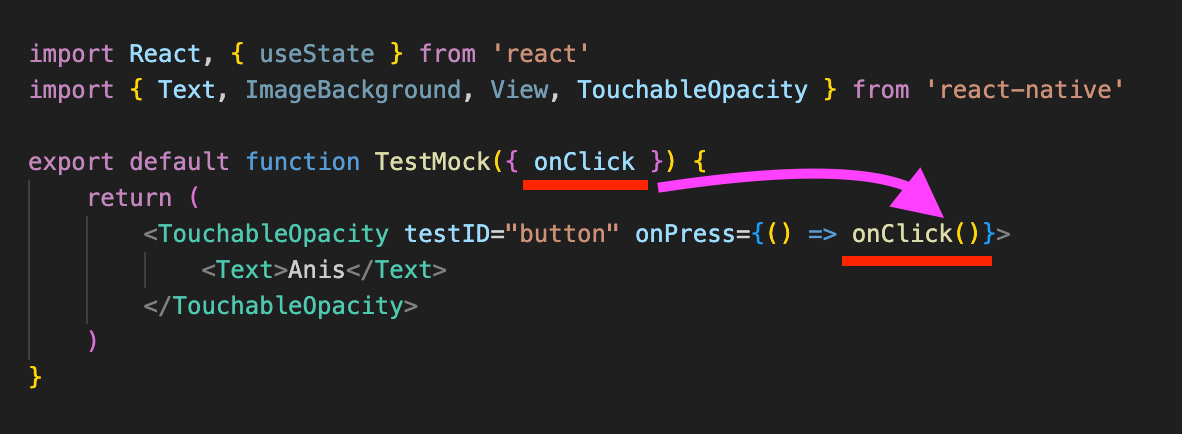 import React, { useState } from 'react'
import { Text, ImageBackground, View, TouchableOpacity } from 'react-native'
export default function TestMock({ onClick }) {
return (
<TouchableOpacity testID="button" onPress={() => onClick()}>
<Text>Anis</Text>
</TouchableOpacity>
)
}